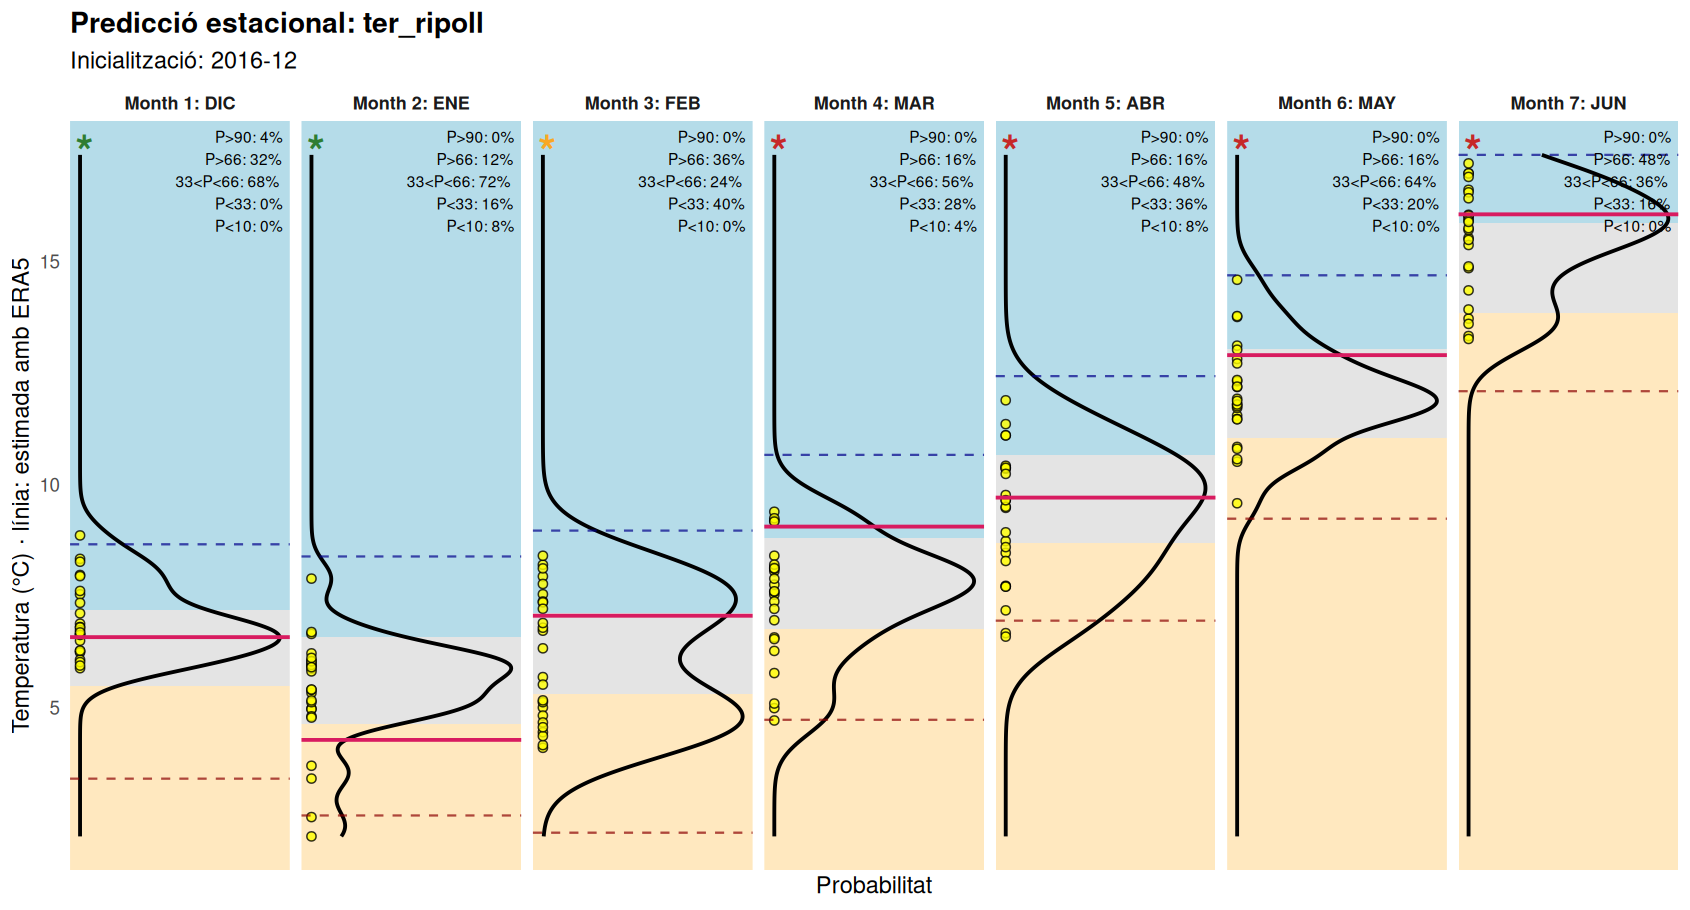 Predicció estacional: ter_ripoll
Inicialització: 2016-12
Month 1: DIC
Month 2: ENE
Month 3: FEB
Month 4: MAR
Month 5: ABR
Month 6: MAY
Month 7: JUN
*
P>90: 4%
P>66: 32%
33<P<66: 68%
P<33: 0%
P<10: 0%
*
P>90: 0%
P>66: 12%
33<P<66: 72%
P<33: 16%
P<10: 8%
*
P>90: 0%
P>66: 36%
33<P<66: 24%
P<33: 40%
P<10: 0%
*
P>90: 0%
P>66: 16%
33<P<66: 56%
P<33: 28%
P<10: 4%
*
P>90: 0%
P>66: 16%
33<P<66: 48%
P<33: 36%
P<10: 8%
*
P>90: 0%
P>66: 16%
33<P<66: 64%
P<33: 20%
P<10: 0%
*
P>90: 0%
P>66: 48%
33<P<66: 36%
P<33: 16%
P<10: 0%
15
10
5
Temperatura (°C) · línia: estimada amb ERA5
Probabilitat